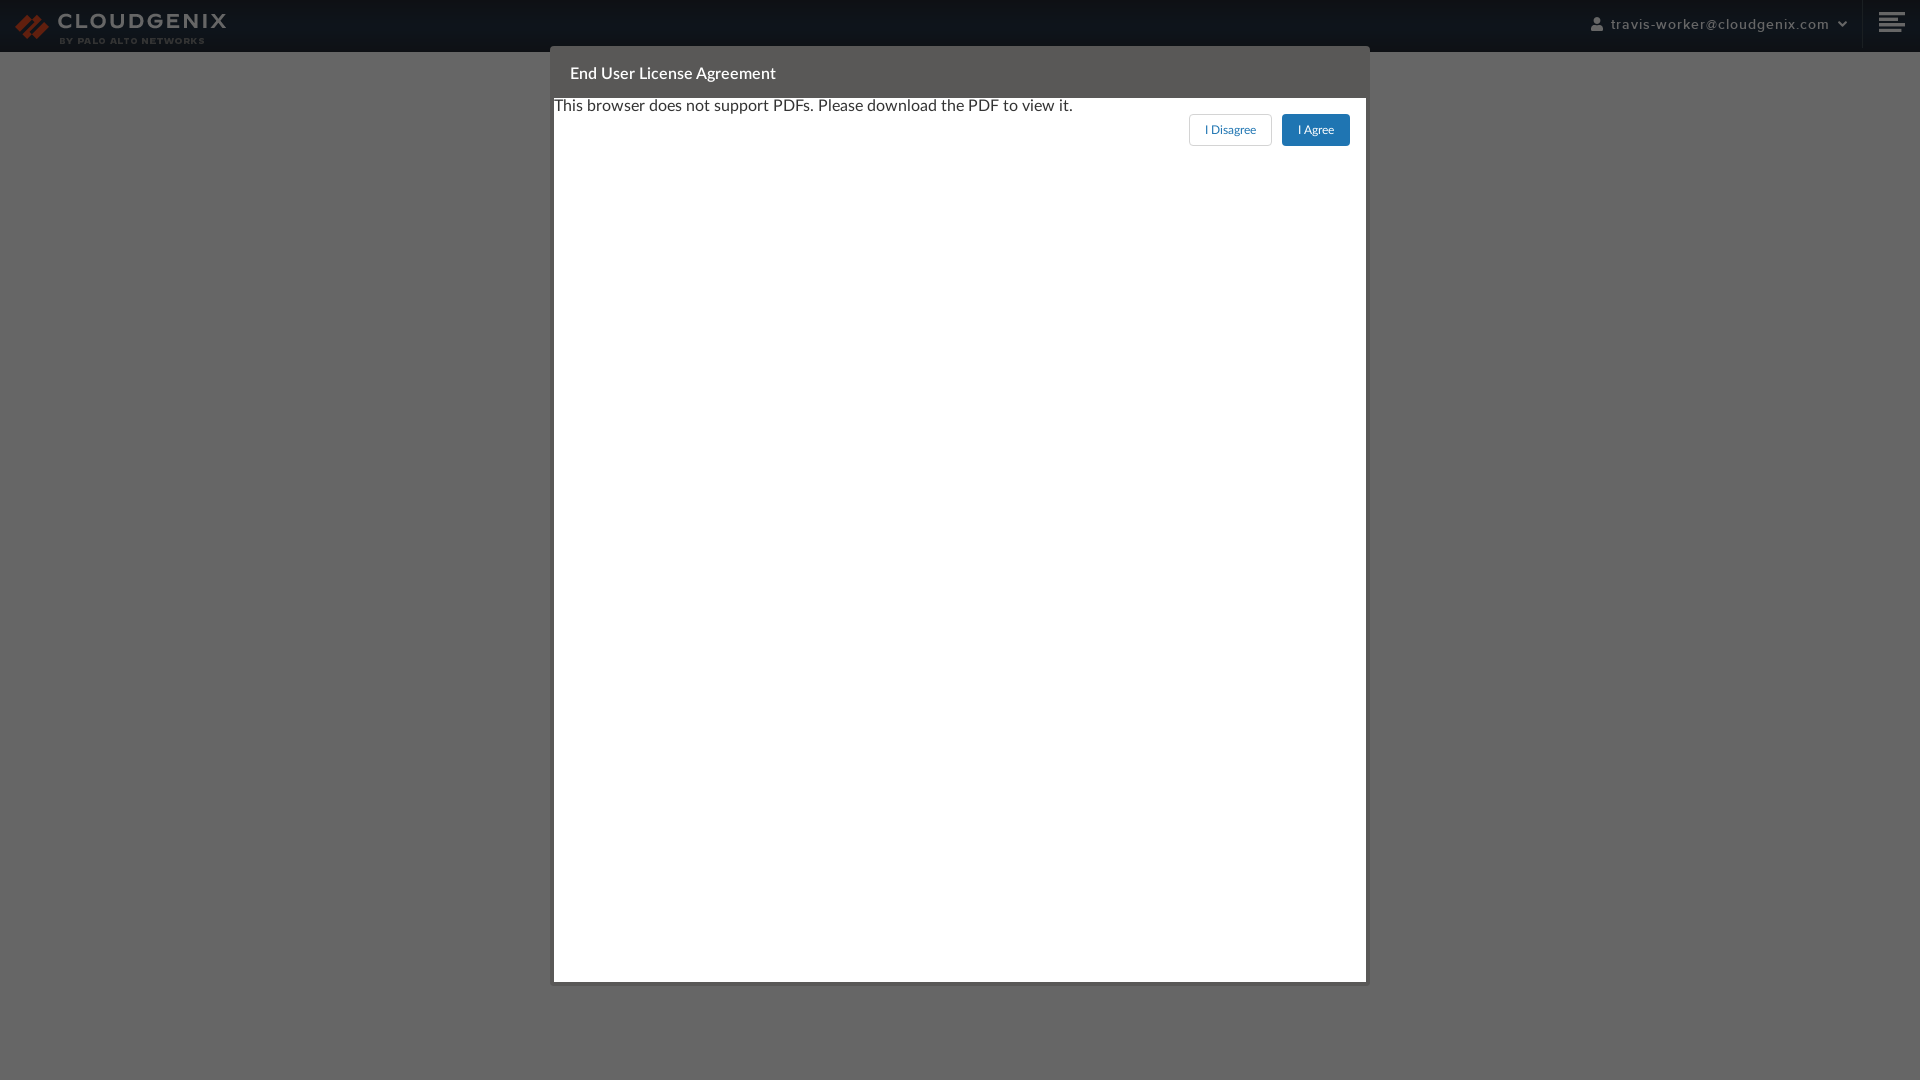 CLOUDGENIX
BY PALO ALTO NETWORKS
travis-worker@cloudgenix.com
End User License Agreement
This browser does not support PDFs. Please download the PDF to view it.
I Disagree
I Agree